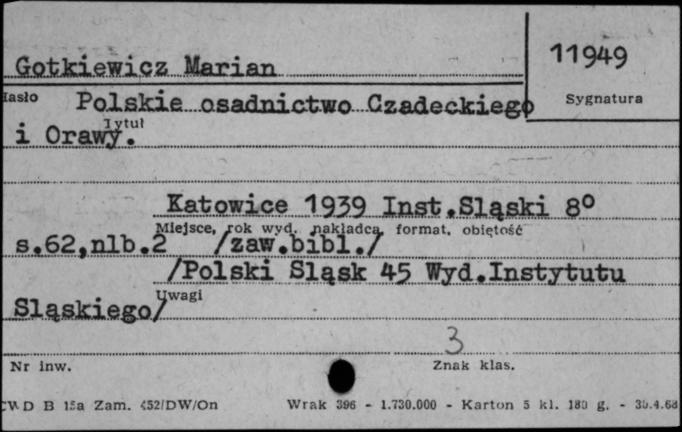 Gotkiewicz Marian
11949
Hasło
Sygnatura
Polskie osadnictwo Czadeckiego
Tytuł
i Orawy.
Katowice 1939 Inst.Śląski 8°
Miejsce, rok wyd. nakładca, format, objętość
s.62,nlb.2 /zaw.bibl./
/Polski Śląsk 45 Wyd.Instytutu
Uwagi
Śląskiego/
3
Nr inw.
Znak klas.
CWD B 15a Zam. 452/DW/On Wrak 396 - 1.730.000 - Karton 5 kl. 180 g. - 30.4.68